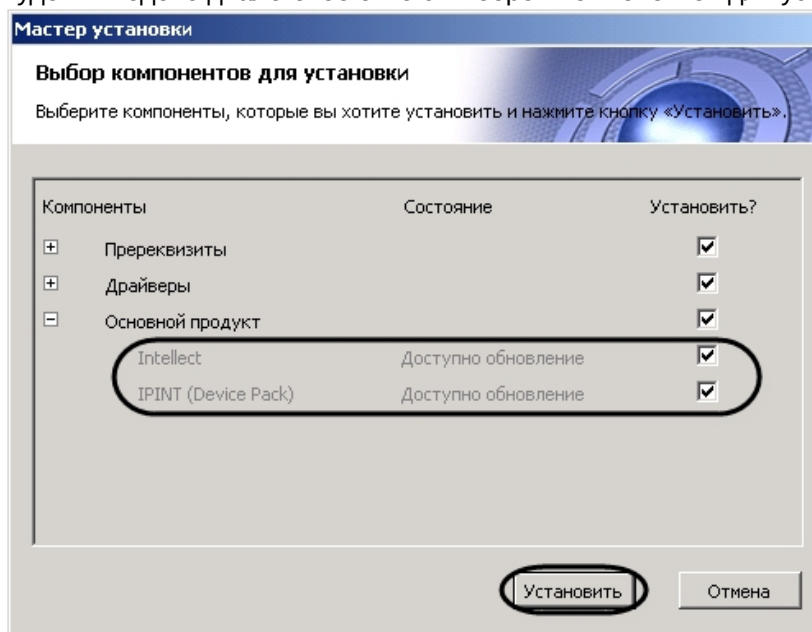 Мастер установки
Выбор компонентов для установки
Выберите компоненты, которые вы хотите установить и нажмите кнопку «Установить».
Компоненты Состояние Установить?
Пререквизиты
Драйверы
Основной продукт
Intellect Доступно обновление
IPINT (Device Pack) Доступно обновление
Установить Отмена